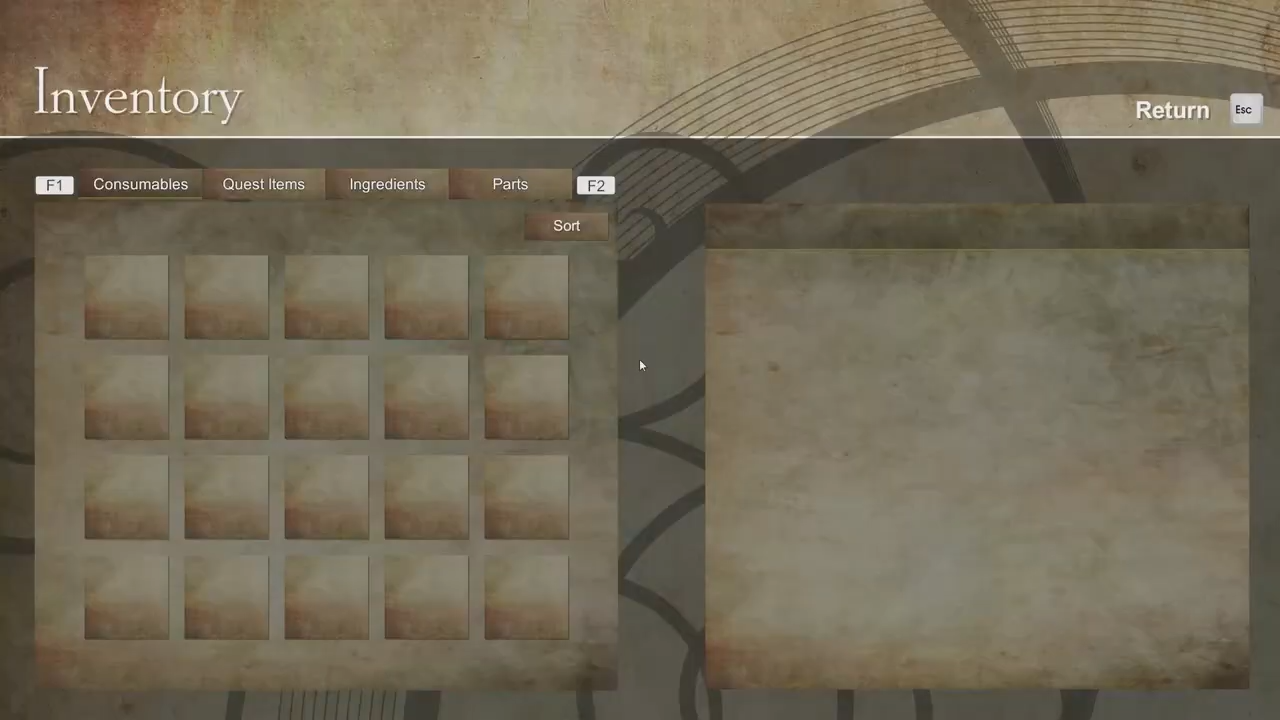 Inventory
Return Esc
F1 Consumables Quest Items Ingredients Parts F2
Sort